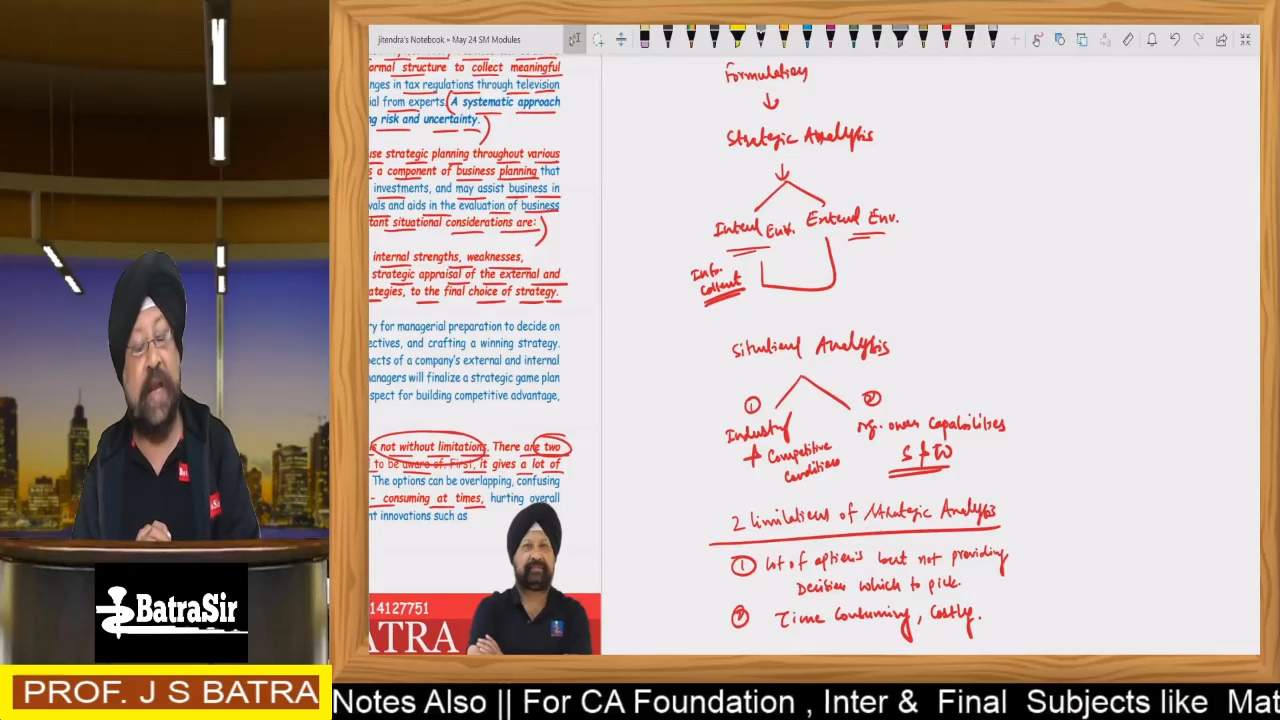 jitendra's Notebook » May 24 SM Modules
ormal structure to collect meaningful
nges in tax regulations through television
ial from experts. A systematic approach
ng risk and uncertainty.
use strategic planning throughout various
s a component of business planning that
investments, and may assist business in
vals and aids in the evaluation of business
tant situational considerations are:
internal strengths, weaknesses,
strategic appraisal of the external and
ategies, to the final choice of strategy.
ry for managerial preparation to decide on
ectives, and crafting a winning strategy.
pects of a company's external and internal
managers will finalize a strategic game plan
ospect for building competitive advantage,
s not without limitations. There are two
l to be aware of. First, it gives a lot of
The options can be overlapping, confusing
- consuming at times, hurting overall
nt innovations such as
14127751
ATRA
Formulation
Strategic Analysis
Internal Env. External Env.
Info.
Collect
Situational Analysis
① ②
Industry org. own Capabilities
+ Competitive S & W
Conditions
2 limitations of Strategic Analysis
① lot of options but not providing
Decision which to pick.
② Time Consuming, Costly.
BatraSir
PROF. J S BATRA
Notes Also || For CA Foundation , Inter & Final Subjects like Mat